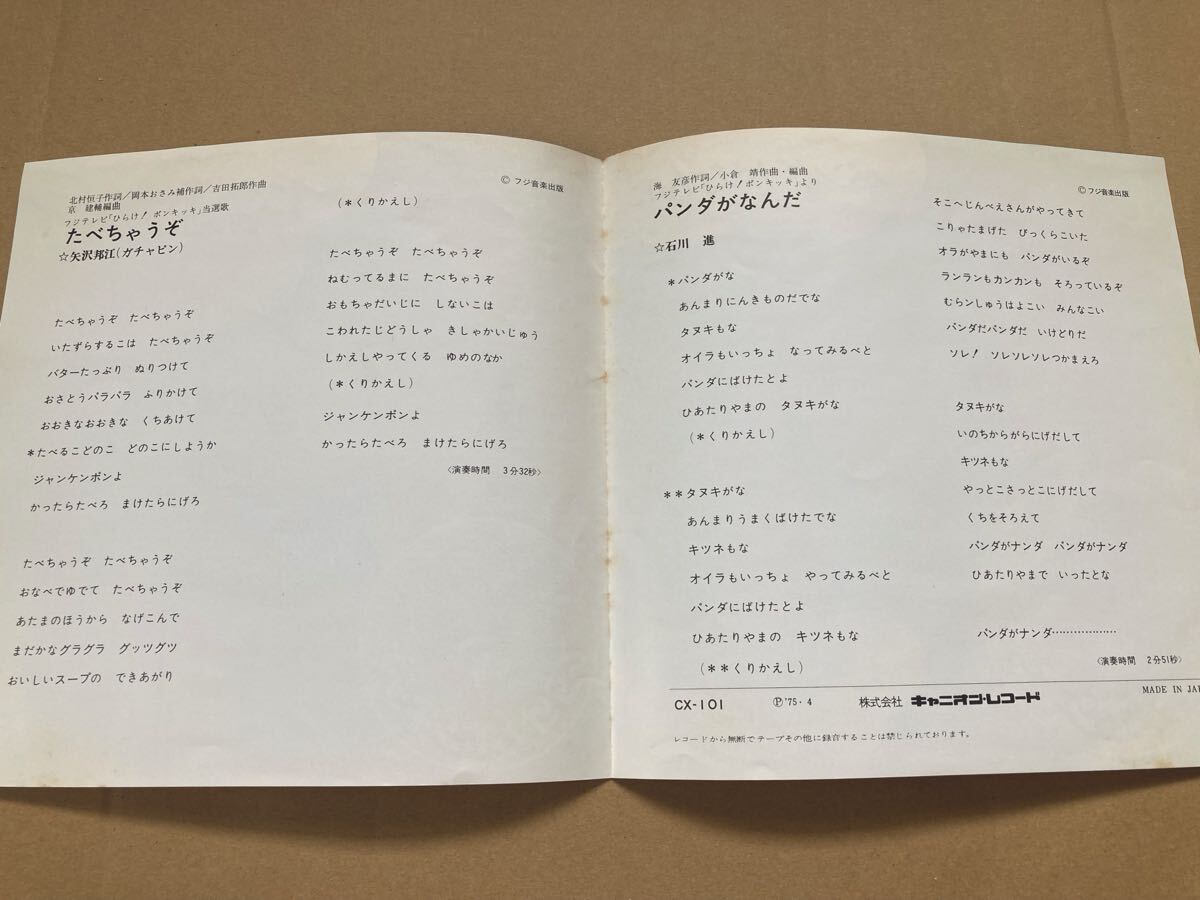 北村恒子作詞/岡本おさみ補作詞/吉田拓郎作曲
京 建輔編曲
フジテレビ「ひらけ! ポンキッキ」当選歌
たべちゃうぞ
☆矢沢邦江(ガチャピン)
Ⓒ フジ音楽出版
たべちゃうぞ たべちゃうぞ
いたずらするこは たべちゃうぞ
バターたっぷり ぬりつけて
おさとうパラパラ ふりかけて
おおきなおおきな くちあけて
*たべるこどのこ どのこにしようか
ジャンケンポンよ
かったらたべろ まけたらにげろ
たべちゃうぞ たべちゃうぞ
おなべでゆでて たべちゃうぞ
あたまのほうから なげこんで
まだかなグラグラ グッツグツ
おいしいスープの できあがり
(*くりかえし)
たべちゃうぞ たべちゃうぞ
ねむってるまに たべちゃうぞ
おもちゃだいじに しないこは
こわれたじどうしゃ きしゃかいじゅう
しかえしやってくる ゆめのなか
(*くりかえし)
ジャンケンポンよ
かったらたべろ まけたらにげろ
〈演奏時間 3分32秒〉
海 友彦作詞/小倉 靖作曲・編曲
フジテレビ「ひらけ! ポンキッキ」より
パンダがなんだ
☆石川 進
Ⓒ フジ音楽出版
*パンダがな
あんまりにんきものだでな
タヌキもな
オイラもいっちょ なってみるべと
パンダにばけたとよ
ひあたりやまの タヌキがな
(*くりかえし)
**タヌキがな
あんまりうまくばけたでな
キツネもな
オイラもいっちょ やってみるべと
パンダにばけたとよ
ひあたりやまの キツネもな
(**くりかえし)
そこへじんべえさんがやってきて
こりゃたまげた びっくらこいた
オラがやまにも パンダがいるぞ
ランランもカンカンも そろっているぞ
むらンしゅうはよこい みんなこい
パンダだパンダだ いけどりだ
ソレ! ソレソレソレつかまえろ
タヌキがな
いのちからがらにげだして
キツネもな
やっとこさっとこにげだして
くちをそろえて
パンダがナンダ パンダがナンダ
ひあたりやまで いったとな
パンダがナンダ………………
〈演奏時間 2分51秒〉
CX-101 Ⓟ'75・4 株式会社 キャニオン・レコード
MADE IN JAP
レコードから無断でテープその他に録音することは禁じられております。